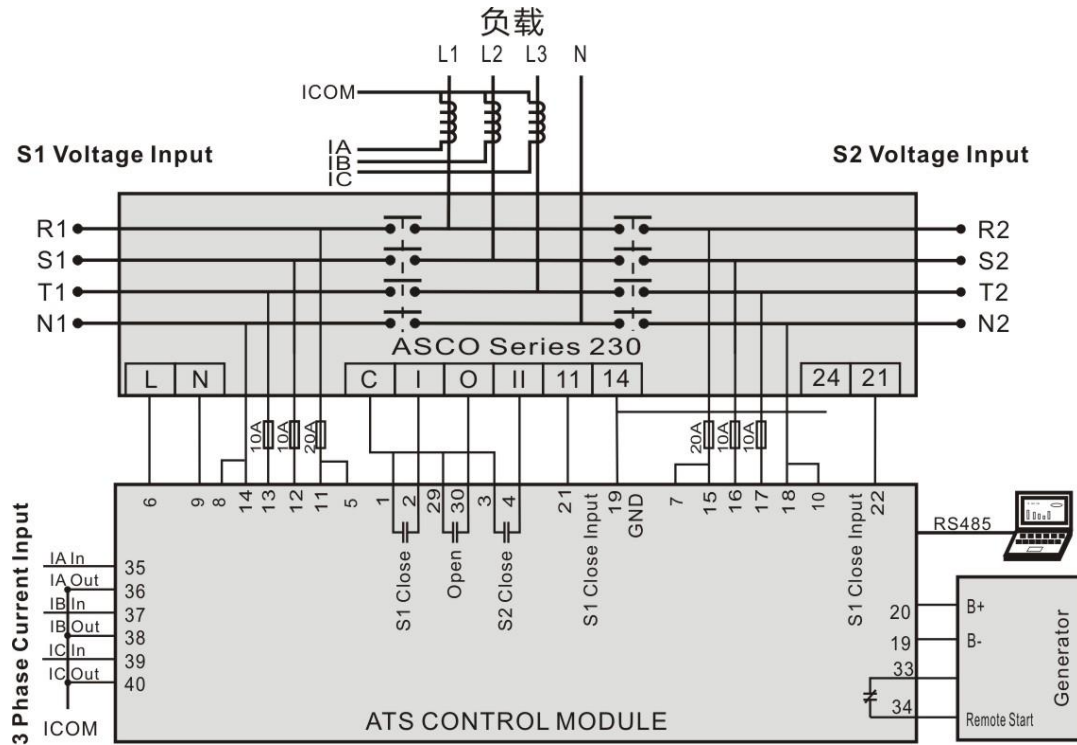 负载
L1 L2 L3 N
ICOM
IA
IB
IC
S1 Voltage Input
S2 Voltage Input
R1
S1
T1
N1
R2
S2
T2
N2
ASCO Series 230
L N C I O II 11 14 24 21
10A 10A 20A 20A 10A 10A
6 9 8 14 13 12 11 5 1 2 29 30 3 4 21 19 7 15 16 17 18 10 22
GND
S1 Close
Open
S2 Close
S1 Close Input
S1 Close Input
RS485
3 Phase Current Input
IA In 35
IA Out 36
IB In 37
IB Out 38
IC In 39
IC Out 40
ICOM
20 B+
19 B-
33
34 Remote Start
Generator
ATS CONTROL MODULE